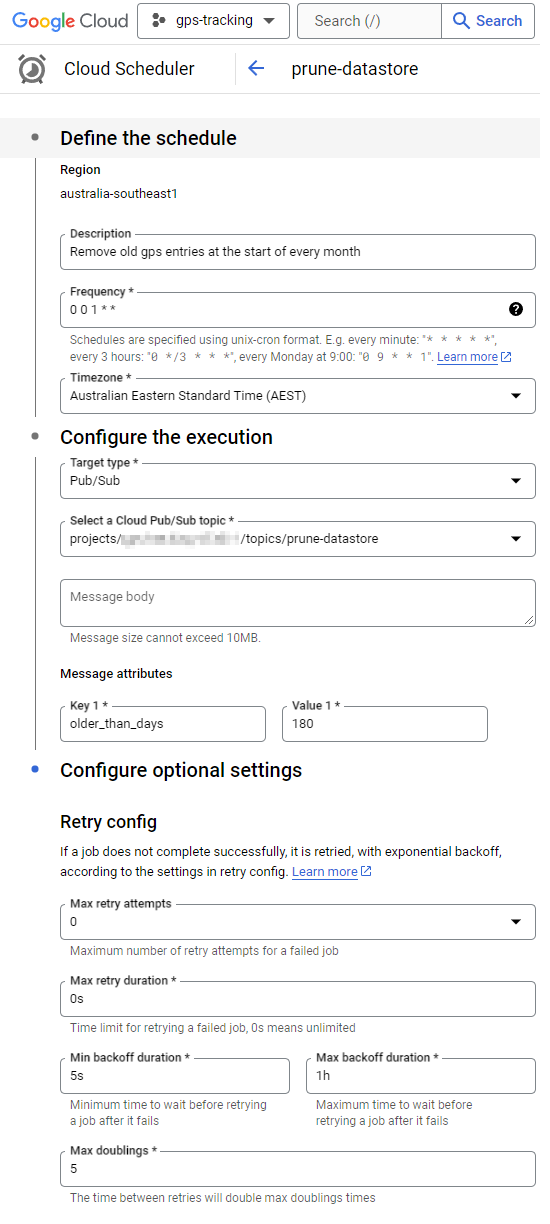 Google Cloud gps-tracking Search (/) Search
Cloud Scheduler prune-datastore
Define the schedule
Region
australia-southeast1
Description
Remove old gps entries at the start of every month
Frequency *
0 0 1 * *
Schedules are specified using unix-cron format. E.g. every minute: "* * * * *",
every 3 hours: "0 */3 * * *", every Monday at 9:00: "0 9 * * 1". Learn more
Timezone *
Australian Eastern Standard Time (AEST)
Configure the execution
Target type *
Pub/Sub
Select a Cloud Pub/Sub topic *
projects/ /topics/prune-datastore
Message body
Message size cannot exceed 10MB.
Message attributes
Key 1 * Value 1 *
older_than_days 180
Configure optional settings
Retry config
If a job does not complete successfully, it is retried, with exponential backoff,
according to the settings in retry config. Learn more
Max retry attempts
0
Maximum number of retry attempts for a failed job
Max retry duration *
0s
Time limit for retrying a failed job, 0s means unlimited
Min backoff duration * Max backoff duration *
5s 1h
Minimum time to wait before retrying Maximum time to wait before
a job after it fails retrying a job after it fails
Max doublings *
5
The time between retries will double max doublings times